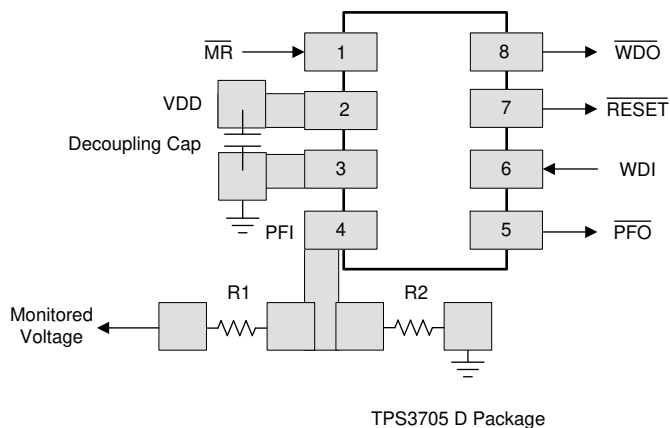 MR 1 8 WDO
VDD 2 7 RESET
Decoupling Cap
3 6 WDI
PFI 4 5 PFO
R1 R2
Monitored
Voltage
TPS3705 D Package